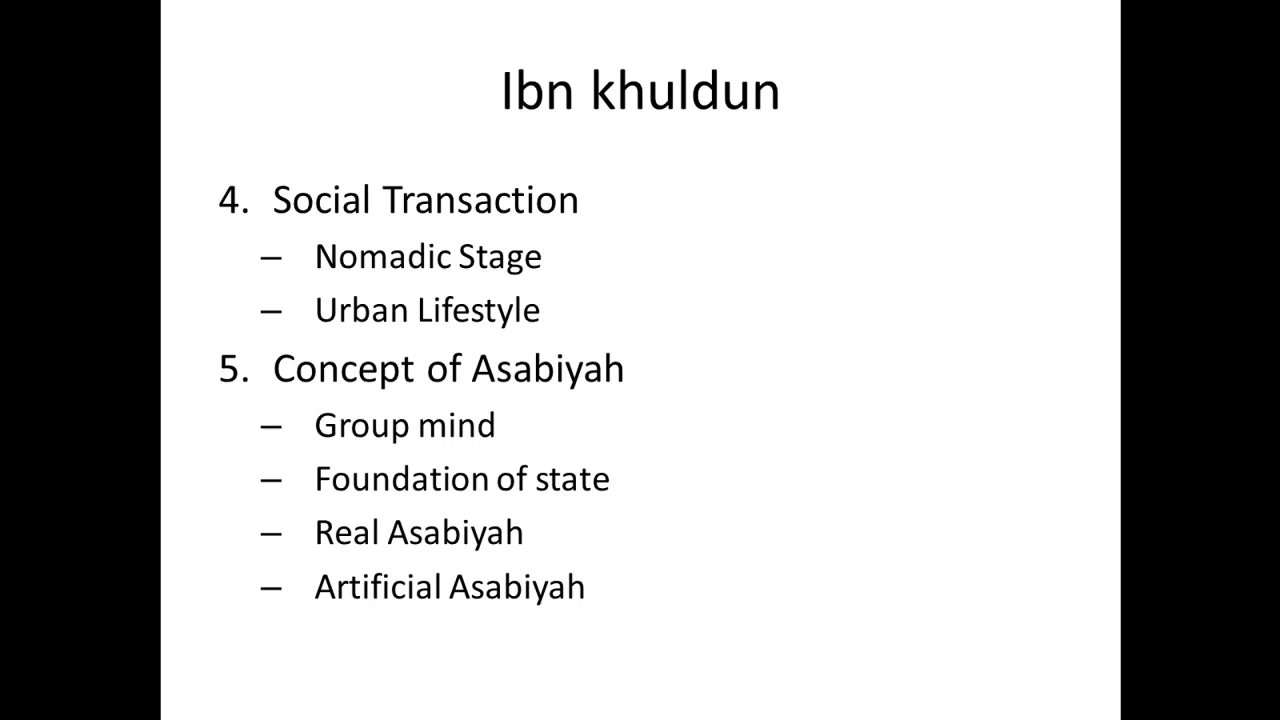 Ibn khuldun
4. Social Transaction
– Nomadic Stage
– Urban Lifestyle
5. Concept of Asabiyah
– Group mind
– Foundation of state
– Real Asabiyah
– Artificial Asabiyah